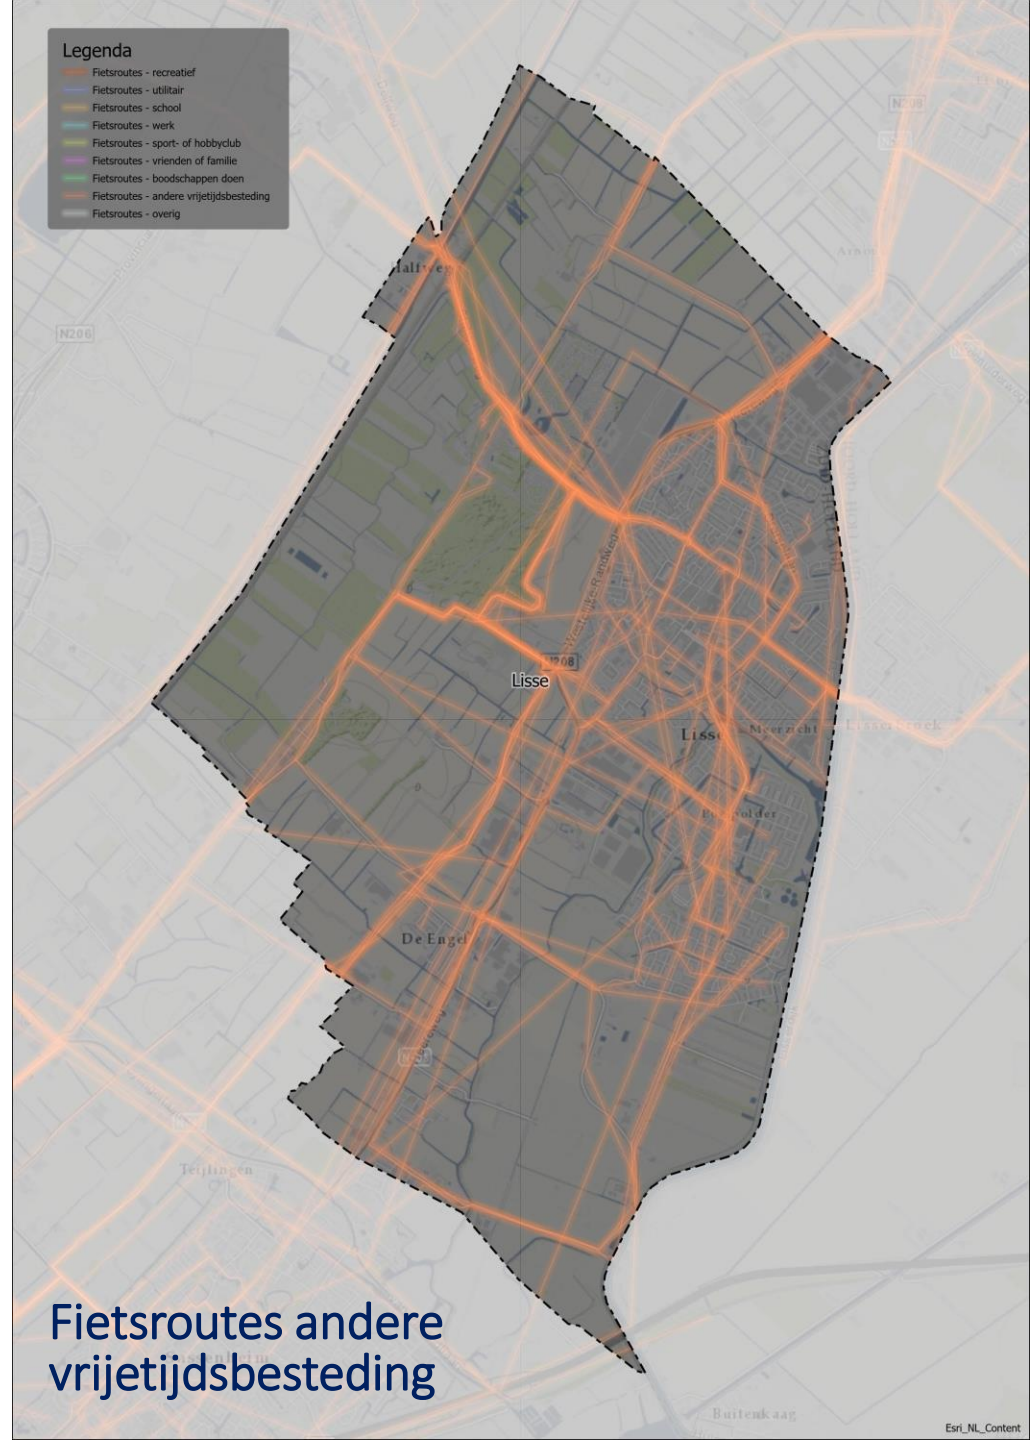 Legenda
Fietsroutes - recreatief
Fietsroutes - utilitair
Fietsroutes - school
Fietsroutes - werk
Fietsroutes - sport- of hobbyclub
Fietsroutes - vrienden of familie
Fietsroutes - boodschappen doen
Fietsroutes - andere vrijetijdsbesteding
Fietsroutes - overig
N208
Halfweg
N206
Westelijke Randweg
N208
Lisse
Lisse
Meerzicht
Lisserbroek
Poelpolder
De Engel
Teijlingen
Fietsroutes andere
vrijetijdsbesteding
Buitenkaag
Esri_NL_Content